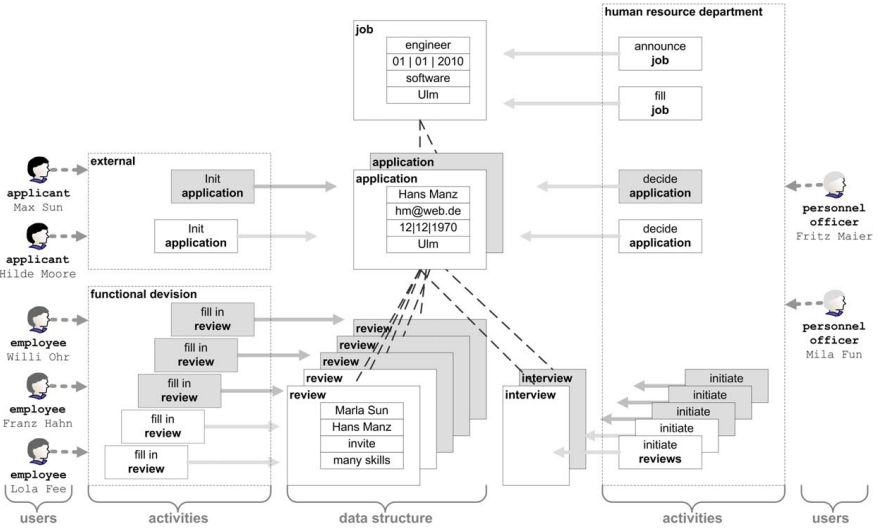 human resource department
job
engineer
01 | 01 | 2010
software
Ulm
announce
job
fill
job
external
applicant
Max Sun
Init
application
application
application
Hans Manz
hm@web.de
12|12|1970
Ulm
decide
application
personnel
officer
Fritz Maier
applicant
Hilde Moore
Init
application
decide
application
functional devision
employee
Willi Ohr
fill in
review
fill in
review
fill in
review
fill in
review
fill in
review
employee
Franz Hahn
employee
Lola Fee
review
review
review
review
review
Marla Sun
Hans Manz
invite
many skills
interview
interview
initiate
initiate
initiate
initiate
reviews
personnel
officer
Mila Fun
users
activities
data structure
activities
users